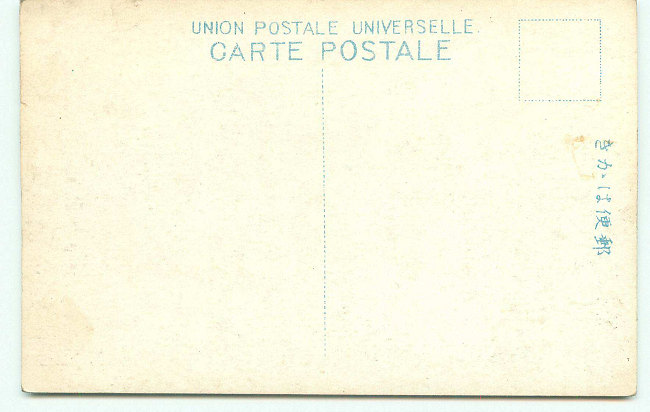 UNION POSTALE UNIVERSELLE.
CARTE POSTALE
きかは便郵